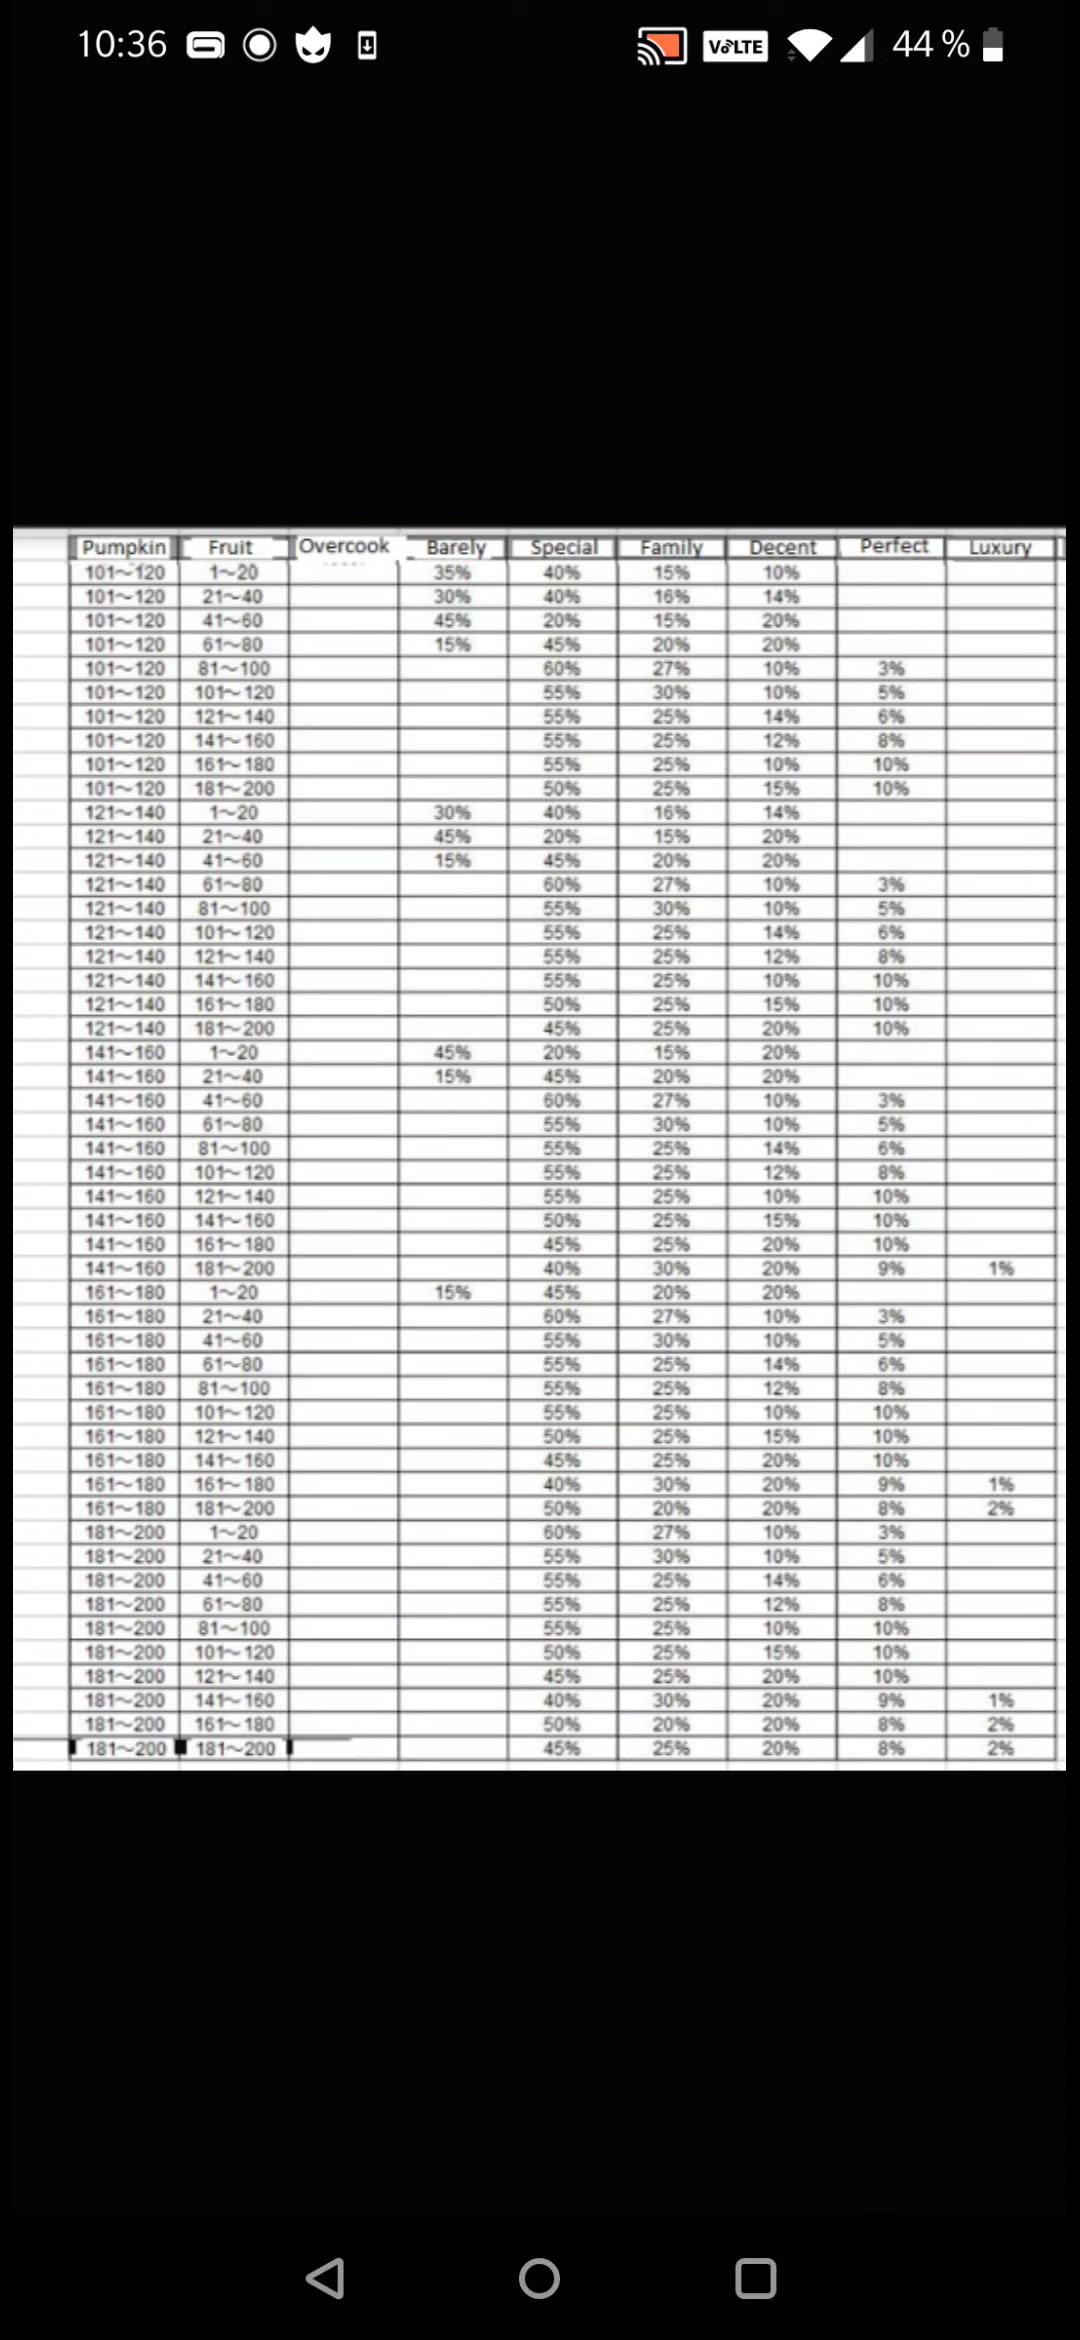 10:36 VoLTE 44 %
Pumpkin Fruit Overcook Barely Special Family Decent Perfect Luxury
101~120 1~20 35% 40% 15% 10%
101~120 21~40 30% 40% 16% 14%
101~120 41~60 45% 20% 15% 20%
101~120 61~80 15% 45% 20% 20%
101~120 81~100 60% 27% 10% 3%
101~120 101~120 55% 30% 10% 5%
101~120 121~140 55% 25% 14% 6%
101~120 141~160 55% 25% 12% 8%
101~120 161~180 55% 25% 10% 10%
101~120 181~200 50% 25% 15% 10%
121~140 1~20 30% 40% 16% 14%
121~140 21~40 45% 20% 15% 20%
121~140 41~60 15% 45% 20% 20%
121~140 61~80 60% 27% 10% 3%
121~140 81~100 55% 30% 10% 5%
121~140 101~120 55% 25% 14% 6%
121~140 121~140 55% 25% 12% 8%
121~140 141~160 55% 25% 10% 10%
121~140 161~180 50% 25% 15% 10%
121~140 181~200 45% 25% 20% 10%
141~160 1~20 45% 20% 15% 20%
141~160 21~40 15% 45% 20% 20%
141~160 41~60 60% 27% 10% 3%
141~160 61~80 55% 30% 10% 5%
141~160 81~100 55% 25% 14% 6%
141~160 101~120 55% 25% 12% 8%
141~160 121~140 55% 25% 10% 10%
141~160 141~160 50% 25% 15% 10%
141~160 161~180 45% 25% 20% 10%
141~160 181~200 40% 30% 20% 9% 1%
161~180 1~20 15% 45% 20% 20%
161~180 21~40 60% 27% 10% 3%
161~180 41~60 55% 30% 10% 5%
161~180 61~80 55% 25% 14% 6%
161~180 81~100 55% 25% 12% 8%
161~180 101~120 55% 25% 10% 10%
161~180 121~140 50% 25% 15% 10%
161~180 141~160 45% 25% 20% 10%
161~180 161~180 40% 30% 20% 9% 1%
161~180 181~200 50% 20% 20% 8% 2%
181~200 1~20 60% 27% 10% 3%
181~200 21~40 55% 30% 10% 5%
181~200 41~60 55% 25% 14% 6%
181~200 61~80 55% 25% 12% 8%
181~200 81~100 55% 25% 10% 10%
181~200 101~120 50% 25% 15% 10%
181~200 121~140 45% 25% 20% 10%
181~200 141~160 40% 30% 20% 9% 1%
181~200 161~180 50% 20% 20% 8% 2%
181~200 181~200 45% 25% 20% 8% 2%